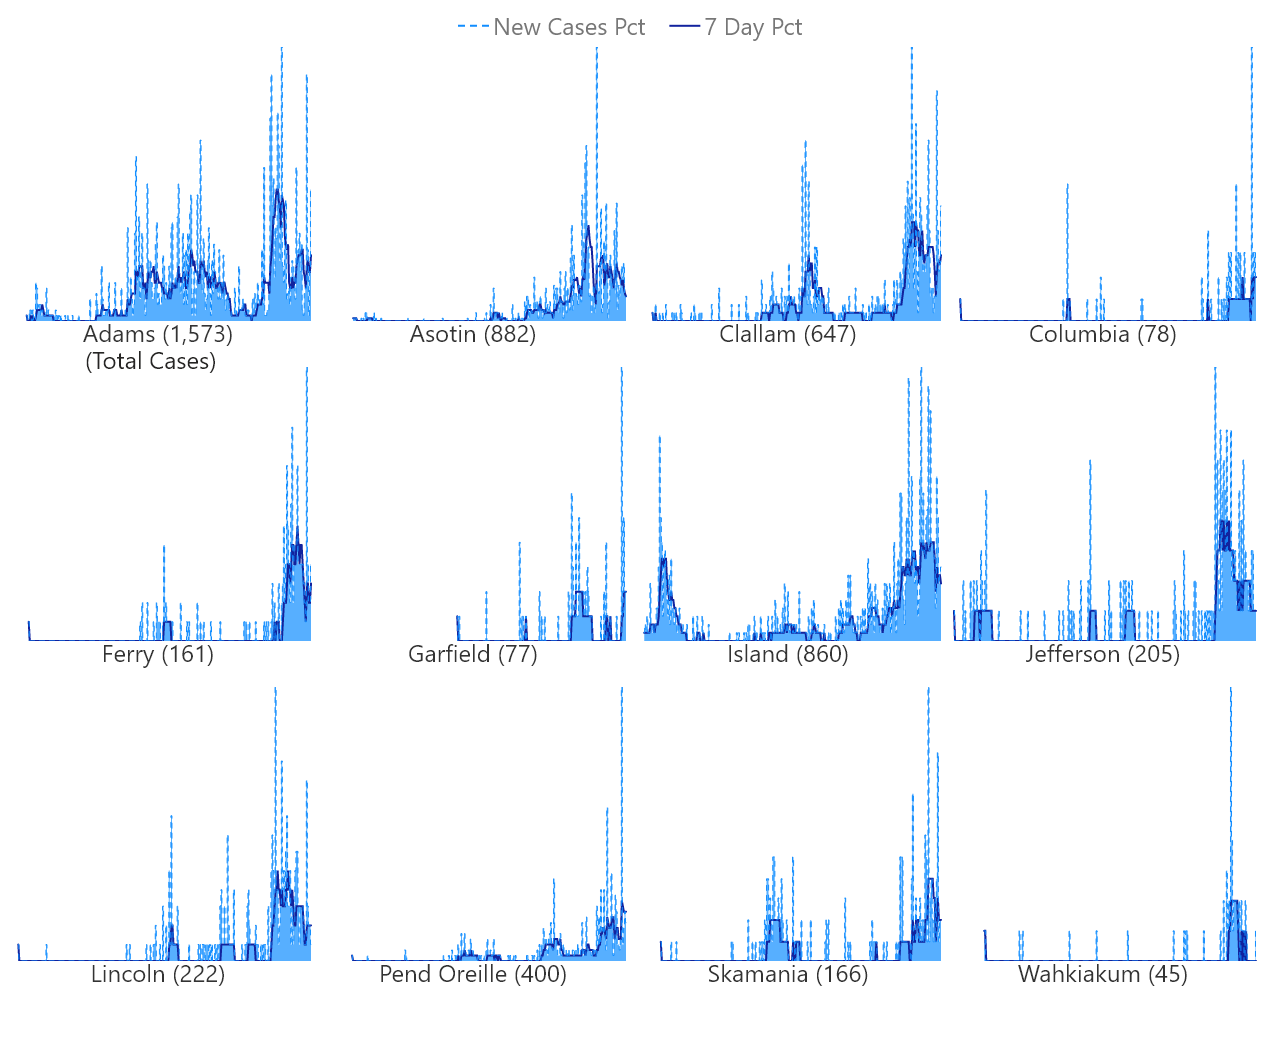 New Cases Pct 7 Day Pct
Adams (1,573) Asotin (882) Clallam (647) Columbia (78)
(Total Cases)
Ferry (161) Garfield (77) Island (860) Jefferson (205)
Lincoln (222) Pend Oreille (400) Skamania (166) Wahkiakum (45)